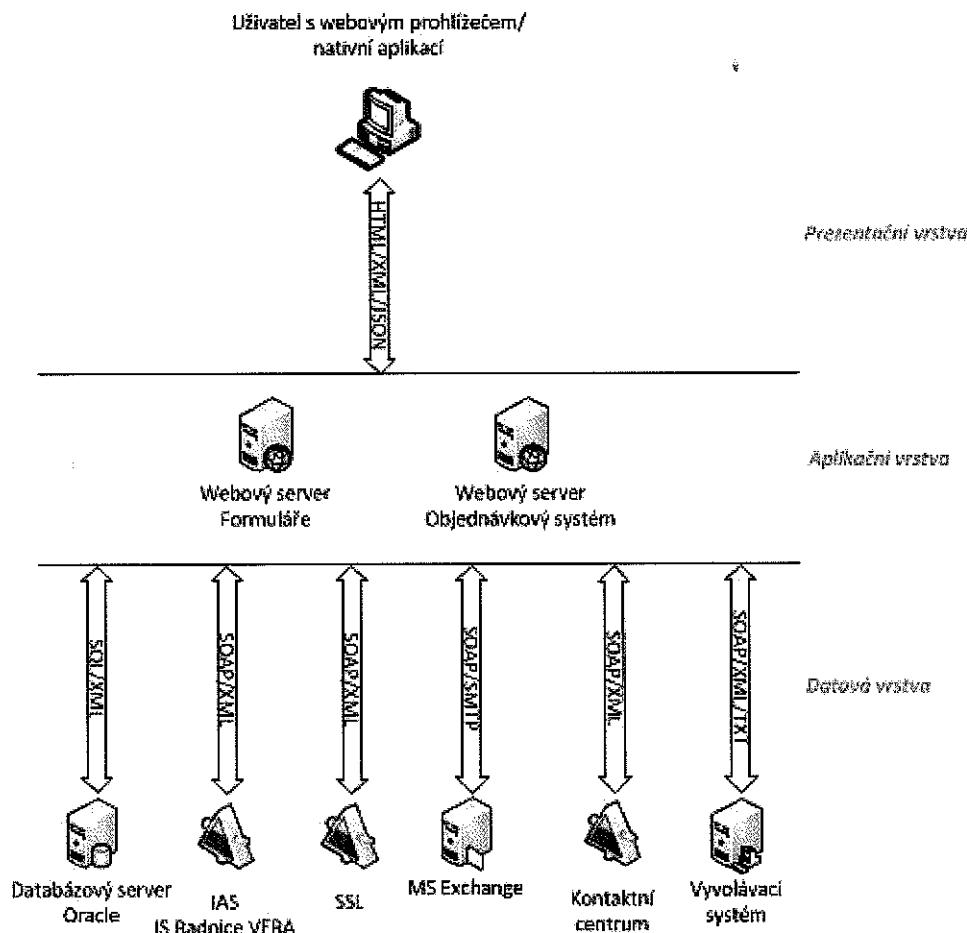 Uživatel s webovým prohlížečem/
nativní aplikací
HTML/XML/JSON
Prezentační vrstva
Webový server
Formuláře
Webový server
Objednávkový systém
Aplikační vrstva
SQL/XML
SOAP/XML
SOAP/XML
SOAP/SMTP
SOAP/XML
SOAP/XML/TXT
Datová vrstva
Databázový server
Oracle
IAS
IS Radnice VERA
SSL
MS Exchange
Kontaktní
centrum
Vyvolávací
systém